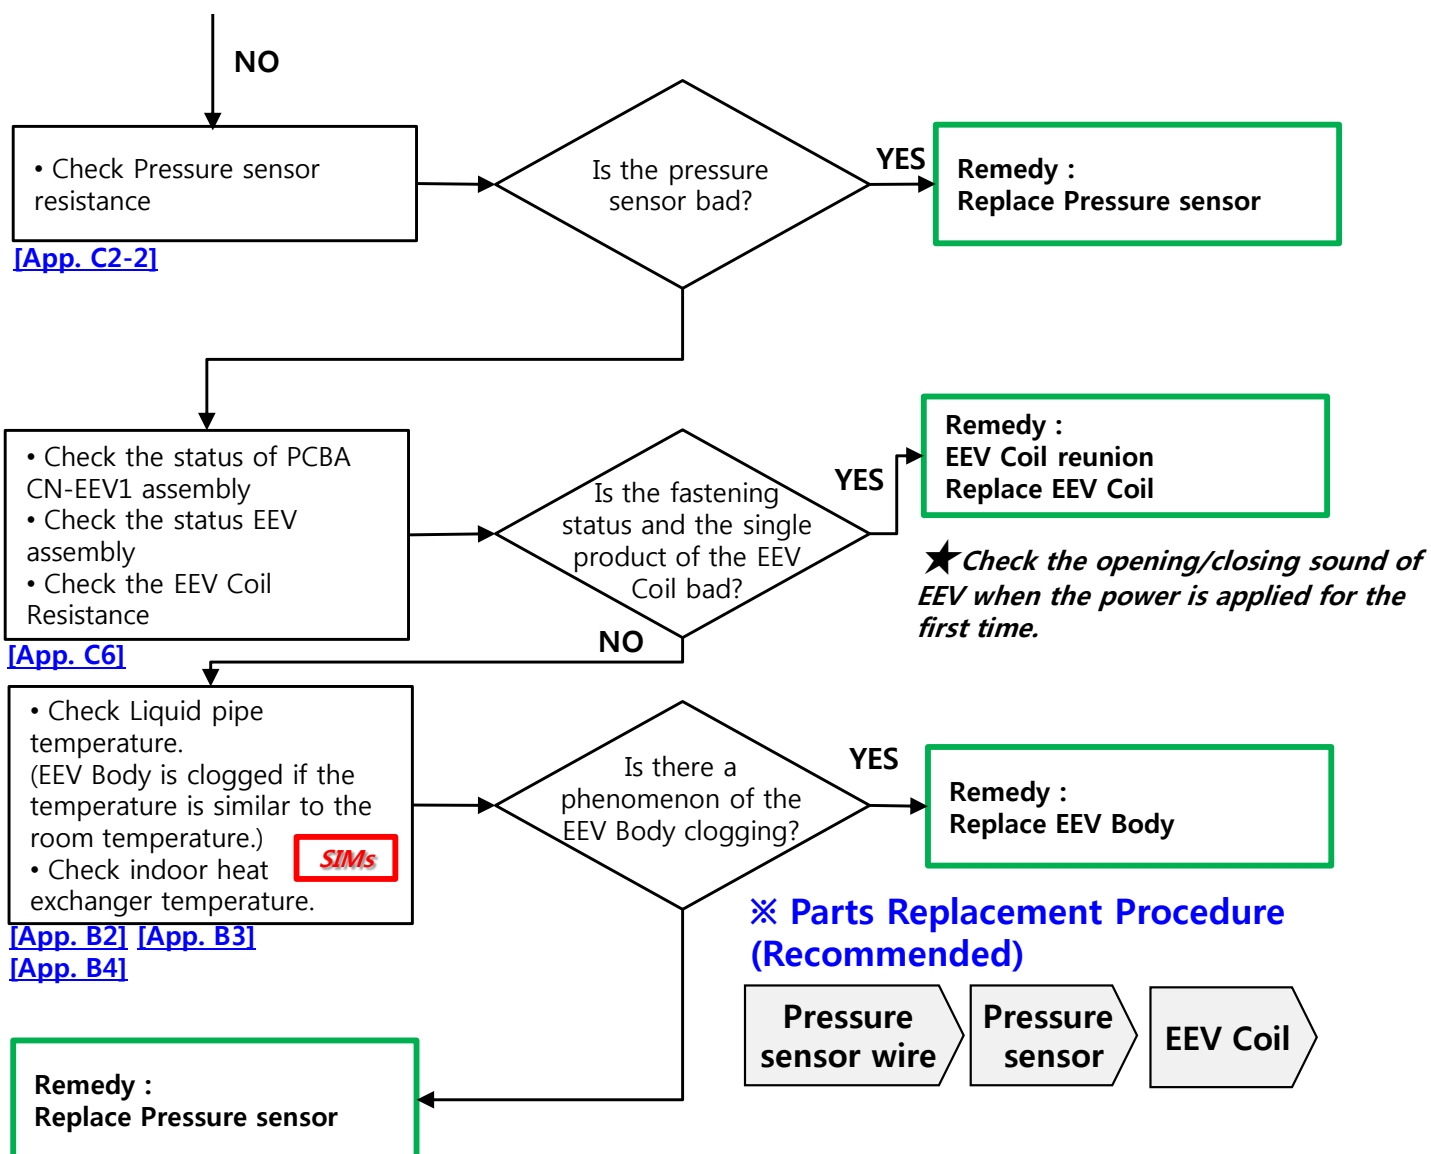 NO
• Check Pressure sensor
resistance
[App. C2-2]
Is the pressure
sensor bad?
YES
Remedy :
Replace Pressure sensor
• Check the status of PCBA
CN-EEV1 assembly
• Check the status EEV
assembly
• Check the EEV Coil
Resistance
[App. C6]
Is the fastening
status and the single
product of the EEV
Coil bad?
YES
Remedy :
EEV Coil reunion
Replace EEV Coil
★Check the opening/closing sound of
EEV when the power is applied for the
first time.
NO
• Check Liquid pipe
temperature.
(EEV Body is clogged if the
temperature is similar to the
room temperature.)
• Check indoor heat
exchanger temperature.
SIMs
[App. B2] [App. B3]
[App. B4]
Is there a
phenomenon of the
EEV Body clogging?
YES
Remedy :
Replace EEV Body
※ Parts Replacement Procedure
(Recommended)
Pressure
sensor wire
Pressure
sensor
EEV Coil
Remedy :
Replace Pressure sensor